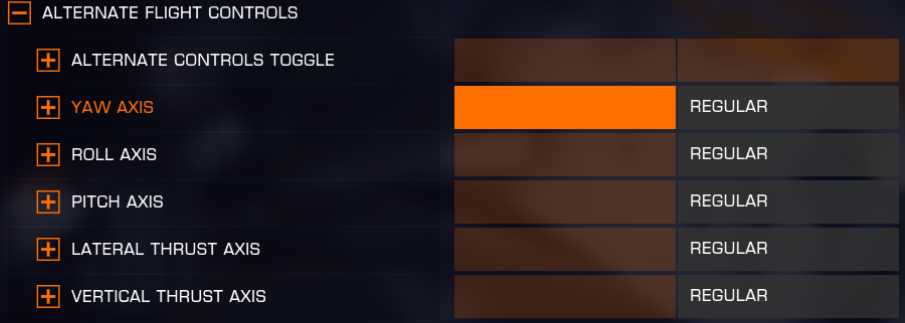 ALTERNATE FLIGHT CONTROLS
ALTERNATE CONTROLS TOGGLE
YAW AXIS REGULAR
ROLL AXIS REGULAR
PITCH AXIS REGULAR
LATERAL THRUST AXIS REGULAR
VERTICAL THRUST AXIS REGULAR